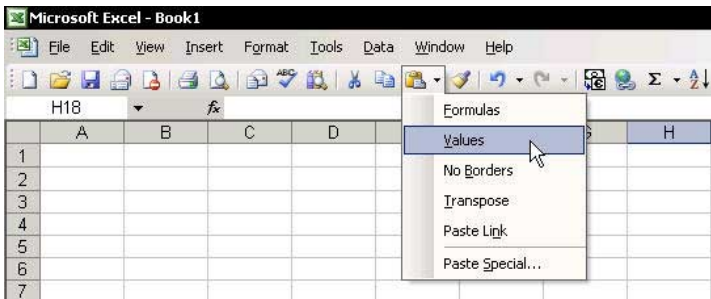 Microsoft Excel - Book1
File Edit View Insert Format Tools Data Window Help
ABC Σ
H18 fx
A B C D H
1
Formulas
2
Values
3
No Borders
4
Transpose
5
Paste Link
6
Paste Special...
7